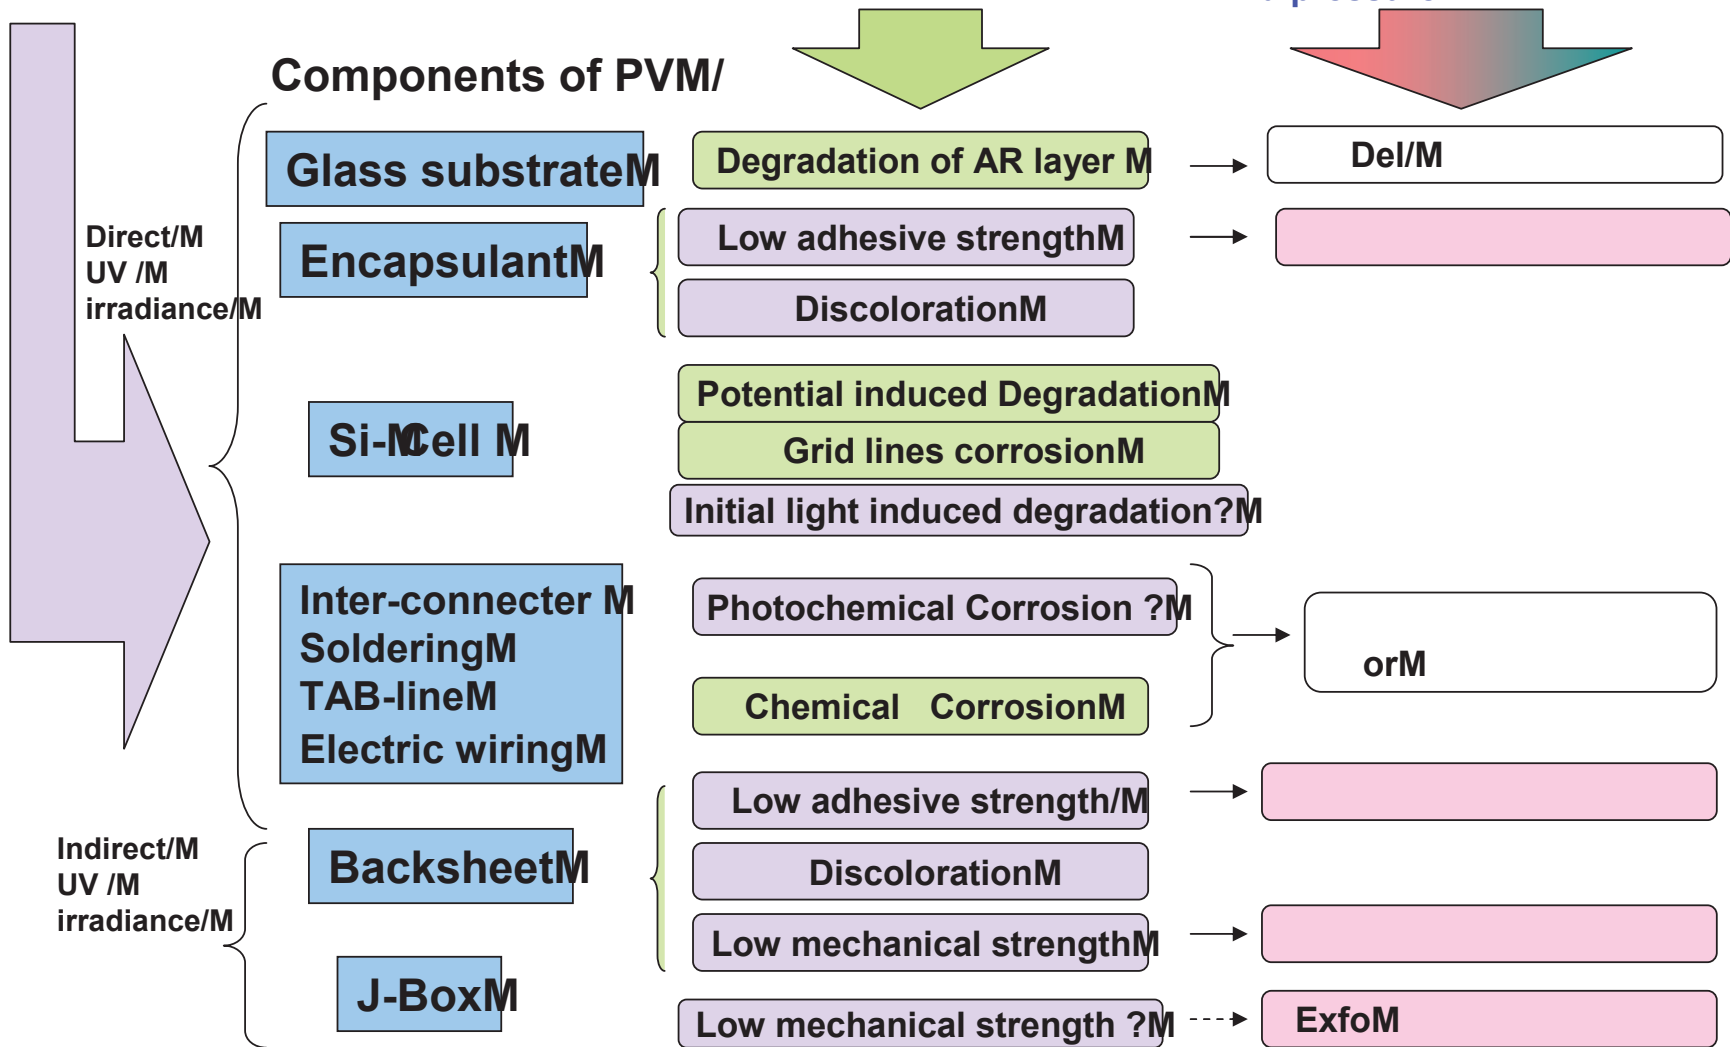 Components of PVM/
Glass substrateM
Degradation of AR layer M
Del/M
Direct/M
UV /M
irradiance/M
EncapsulantM
Low adhesive strengthM
DiscolorationM
Si-MCell M
Potential induced DegradationM
Grid lines corrosionM
Initial light induced degradation?M
Inter-connecter M
SolderingM
TAB-lineM
Electric wiringM
Photochemical Corrosion ?M
Chemical Corrosion​M
orM
Indirect/M
UV /M
irradiance/M
BacksheetM
Low adhesive strength/M
DiscolorationM
Low mechanical strengthM
J-BoxM
Low mechanical strength ?M
ExfoM